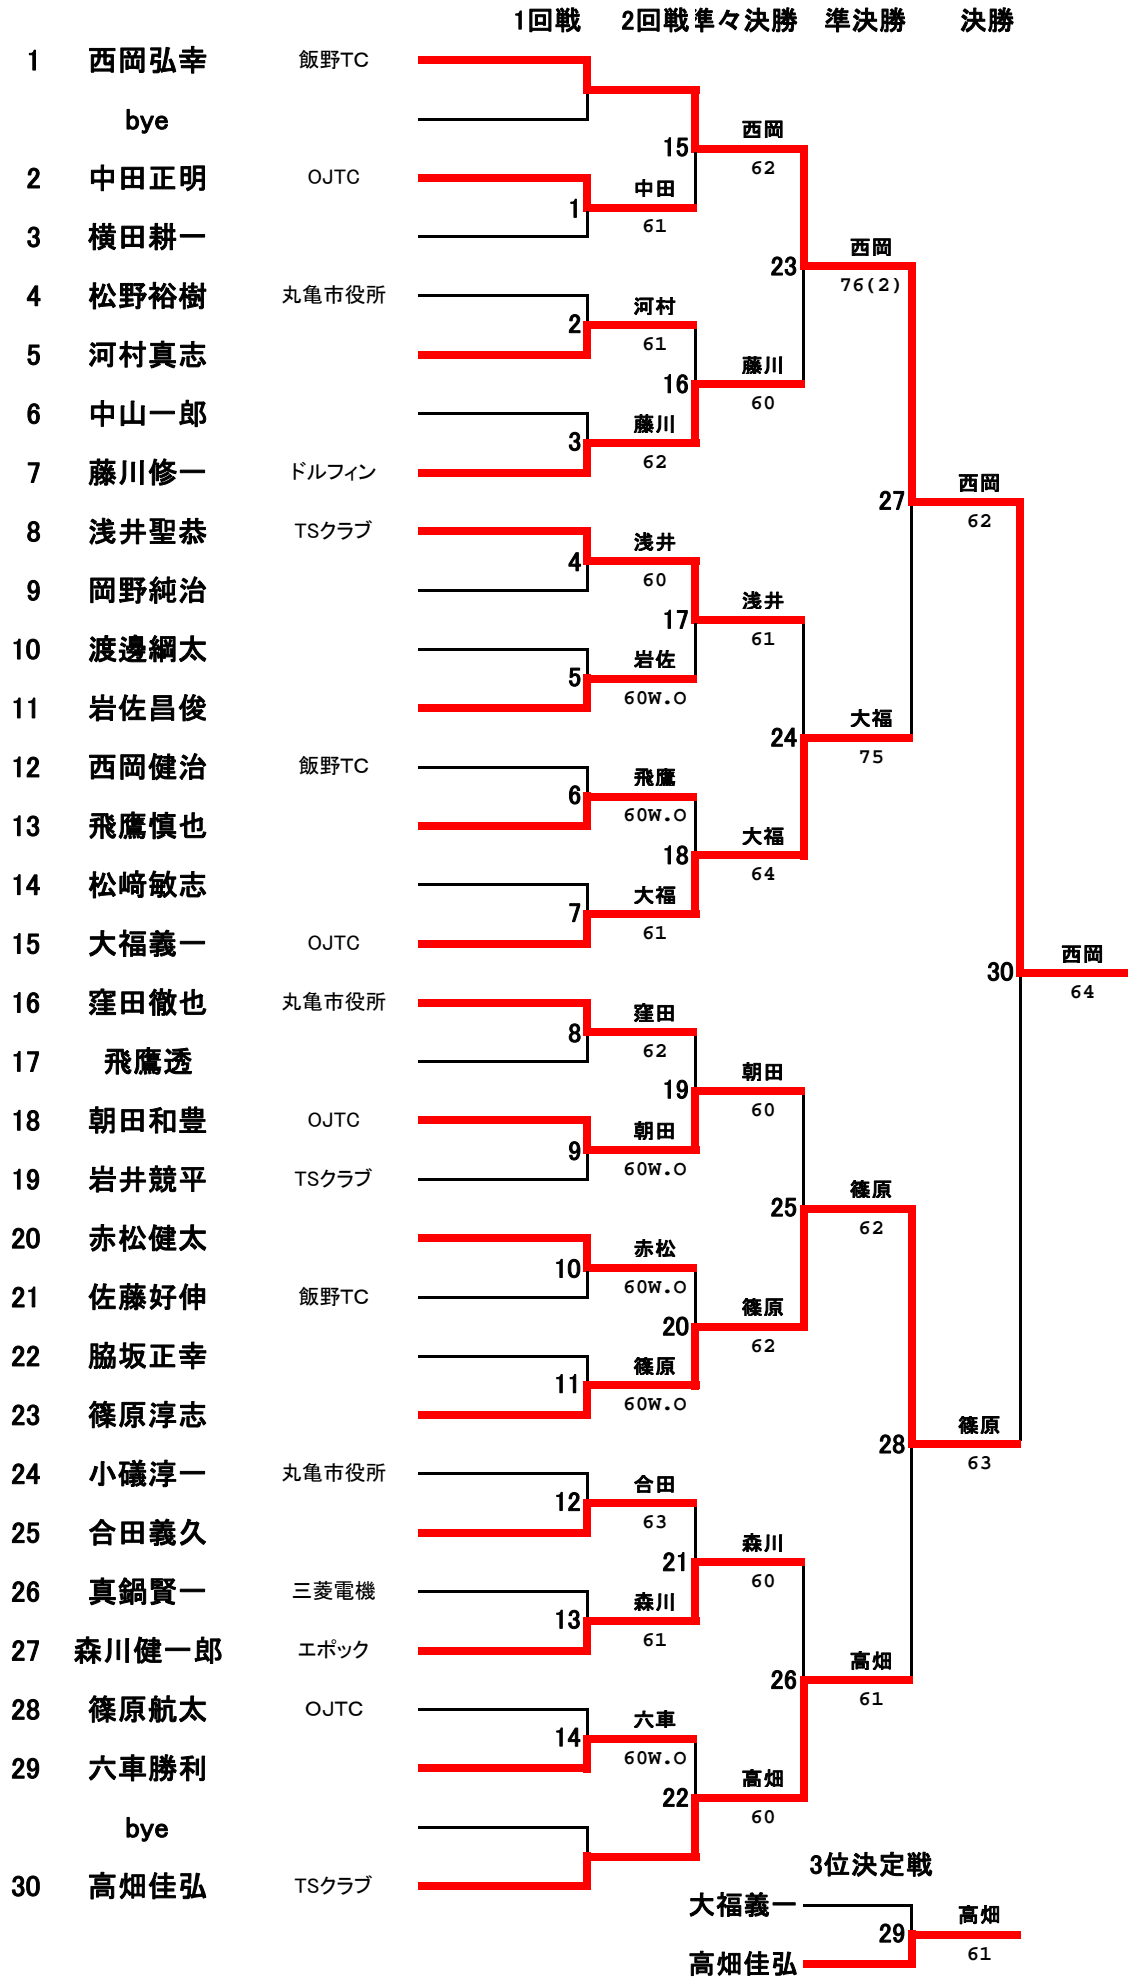 1回戦 2回戦 準々決勝 準決勝 決勝
1 西岡弘幸 飯野TC
bye
西岡
15
62
2 中田正明 OJTC
中田
1
61
3 横田耕一
西岡
23
76(2)
4 松野裕樹 丸亀市役所
河村
2
61
5 河村真志
藤川
16
60
6 中山一郎
藤川
3
62
7 藤川修一 ドルフィン
西岡
27
62
8 浅井聖恭 TSクラブ
浅井
4
60
9 岡野純治
浅井
17
61
10 渡邊綱太
岩佐
5
60W.O
11 岩佐昌俊
大福
24
75
12 西岡健治 飯野TC
飛鷹
6
60W.O
13 飛鷹慎也
大福
18
64
14 松﨑敏志
大福
7
61
15 大福義一 OJTC
西岡
30
64
16 窪田徹也 丸亀市役所
窪田
8
62
17 飛鷹透
朝田
19
60
18 朝田和豊 OJTC
朝田
9
60W.O
19 岩井競平 TSクラブ
篠原
25
62
20 赤松健太
赤松
10
60W.O
21 佐藤好伸 飯野TC
篠原
20
62
22 脇坂正幸
篠原
11
60W.O
23 篠原淳志
篠原
28
63
24 小礒淳一 丸亀市役所
合田
12
63
25 合田義久
森川
21
60
26 真鍋賢一 三菱電機
森川
13
61
27 森川健一郎 エポック
高畑
26
61
28 篠原航太 OJTC
六車
14
60W.O
29 六車勝利
高畑
22
60
bye
30 高畑佳弘 TSクラブ
3位決定戦
大福義一
高畑
29
61
高畑佳弘